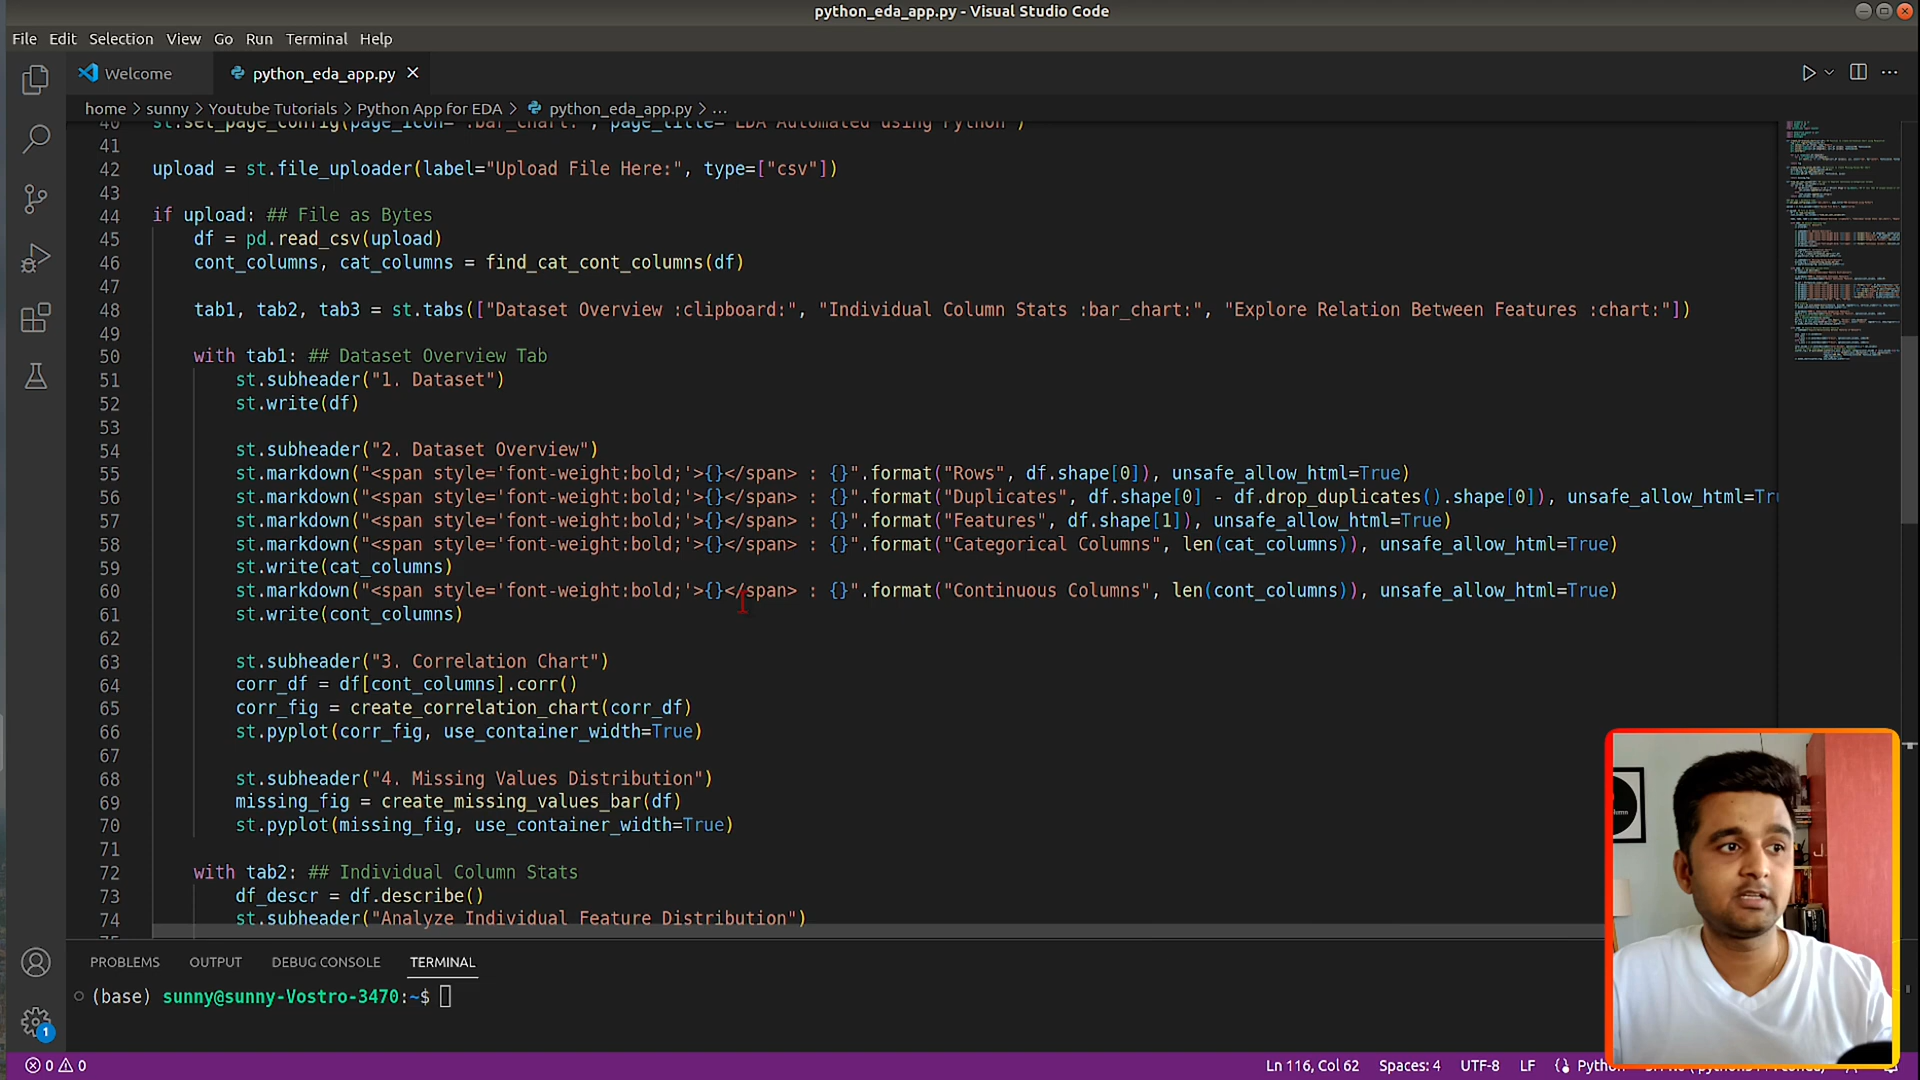 python_eda_app.py - Visual Studio Code
File Edit Selection View Go Run Terminal Help
Welcome python_eda_app.py
home > sunny > Youtube Tutorials > Python App for EDA > python_eda_app.py > ...
40 st.set_page_config(page_icon=":bar_chart:", page_title="EDA Automated using Python")
41
42 upload = st.file_uploader(label="Upload File Here:", type=["csv"])
43
44 if upload: ## File as Bytes
45 df = pd.read_csv(upload)
46 cont_columns, cat_columns = find_cat_cont_columns(df)
47
48 tab1, tab2, tab3 = st.tabs(["Dataset Overview :clipboard:", "Individual Column Stats :bar_chart:", "Explore Relation Between Features :chart:"])
49
50 with tab1: ## Dataset Overview Tab
51 st.subheader("1. Dataset")
52 st.write(df)
53
54 st.subheader("2. Dataset Overview")
55 st.markdown("<span style='font-weight:bold;'>{}</span> : {}".format("Rows", df.shape[0]), unsafe_allow_html=True)
56 st.markdown("<span style='font-weight:bold;'>{}</span> : {}".format("Duplicates", df.shape[0] - df.drop_duplicates().shape[0]), unsafe_allow_html=Tru
57 st.markdown("<span style='font-weight:bold;'>{}</span> : {}".format("Features", df.shape[1]), unsafe_allow_html=True)
58 st.markdown("<span style='font-weight:bold;'>{}</span> : {}".format("Categorical Columns", len(cat_columns)), unsafe_allow_html=True)
59 st.write(cat_columns)
60 st.markdown("<span style='font-weight:bold;'>{}</span> : {}".format("Continuous Columns", len(cont_columns)), unsafe_allow_html=True)
61 st.write(cont_columns)
62
63 st.subheader("3. Correlation Chart")
64 corr_df = df[cont_columns].corr()
65 corr_fig = create_correlation_chart(corr_df)
66 st.pyplot(corr_fig, use_container_width=True)
67
68 st.subheader("4. Missing Values Distribution")
69 missing_fig = create_missing_values_bar(df)
70 st.pyplot(missing_fig, use_container_width=True)
71
72 with tab2: ## Individual Column Stats
73 df_descr = df.describe()
74 st.subheader("Analyze Individual Feature Distribution")
PROBLEMS OUTPUT DEBUG CONSOLE TERMINAL
(base) sunny@sunny-Vostro-3470:~$
1
0 0 Ln 116, Col 62 Spaces: 4 UTF-8 LF Python